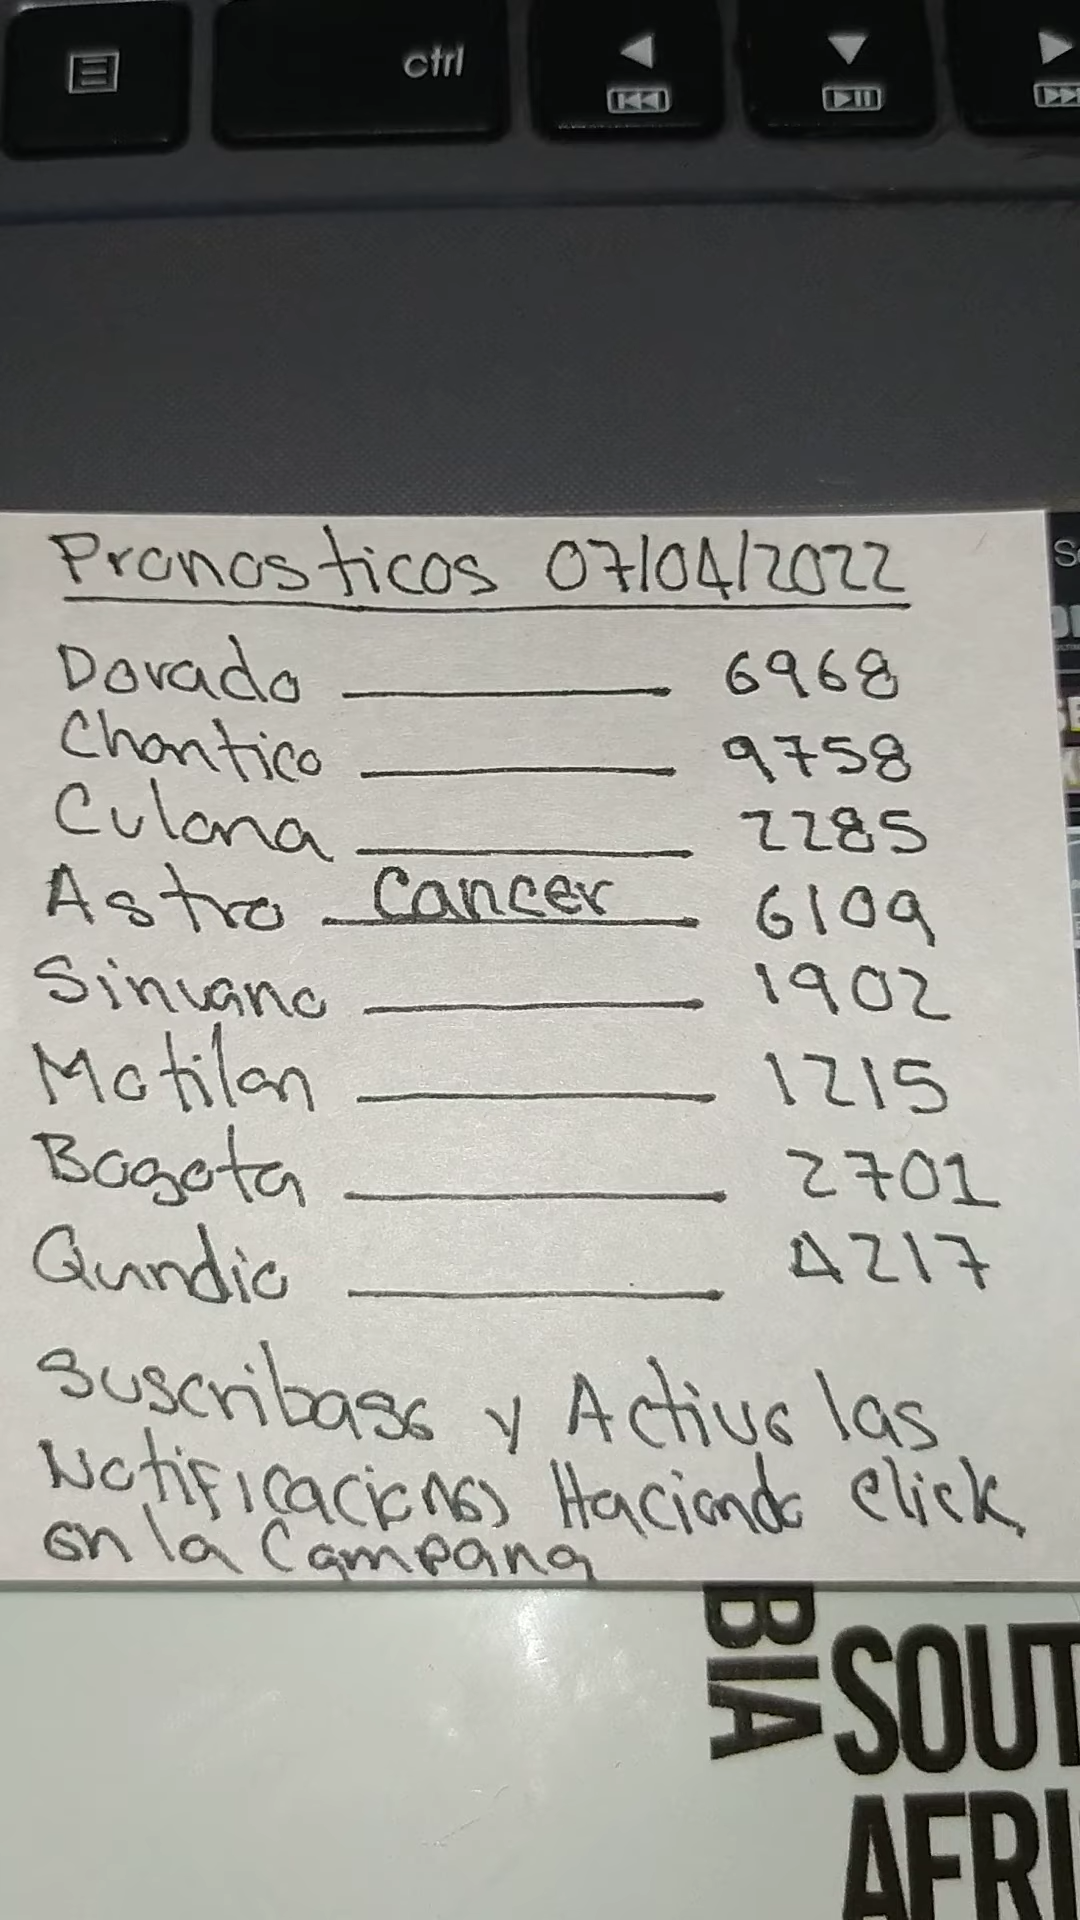 ctrl
Pronosticos 07/04/2022
Dorado 6968
Chontico 9758
Culona 2285
Astro Cancer 6109
Sinuano 1902
Motilon 1215
Bogota 2701
Qundio 4217
Suscribase y Active las
Notificaciones Haciendo click
en la Campana
BIA
SOUT
AFRI